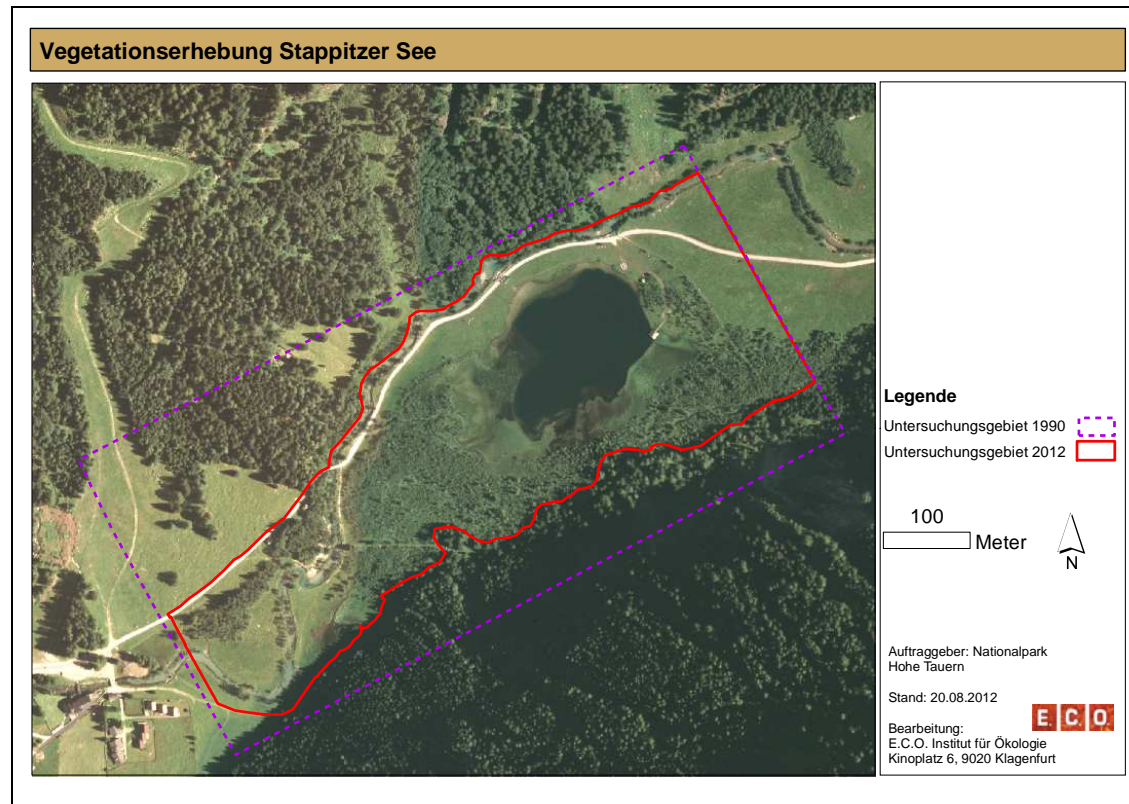 Vegetationserhebung Stappitzer See
Legende
Untersuchungsgebiet 1990
Untersuchungsgebiet 2012
100
Meter
N
Auftraggeber: Nationalpark
Hohe Tauern
Stand: 20.08.2012
Bearbeitung:
E.C.O.
E.C.O. Institut für Ökologie
Kinoplatz 6, 9020 Klagenfurt